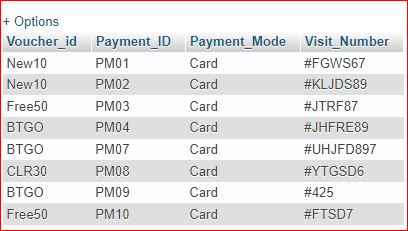 + Options
Voucher_id Payment_ID Payment_Mode Visit_Number
New10 PM01 Card #FGWS67
New10 PM02 Card #KLJDS89
Free50 PM03 Card #JTRF87
BTGO PM04 Card #JHFRE89
BTGO PM07 Card #UHJFD897
CLR30 PM08 Card #YTGSD6
BTGO PM09 Card #425
Free50 PM10 Card #FTSD7